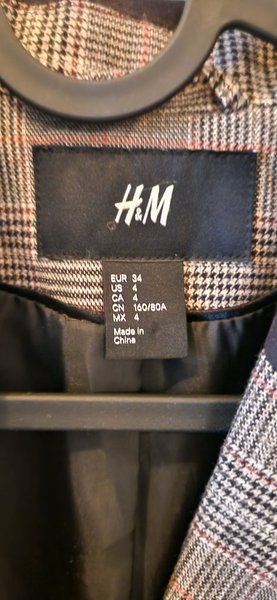 H&M
EUR 34
US 4
CA 4
CN 160/80A
MX 4
Made in
China